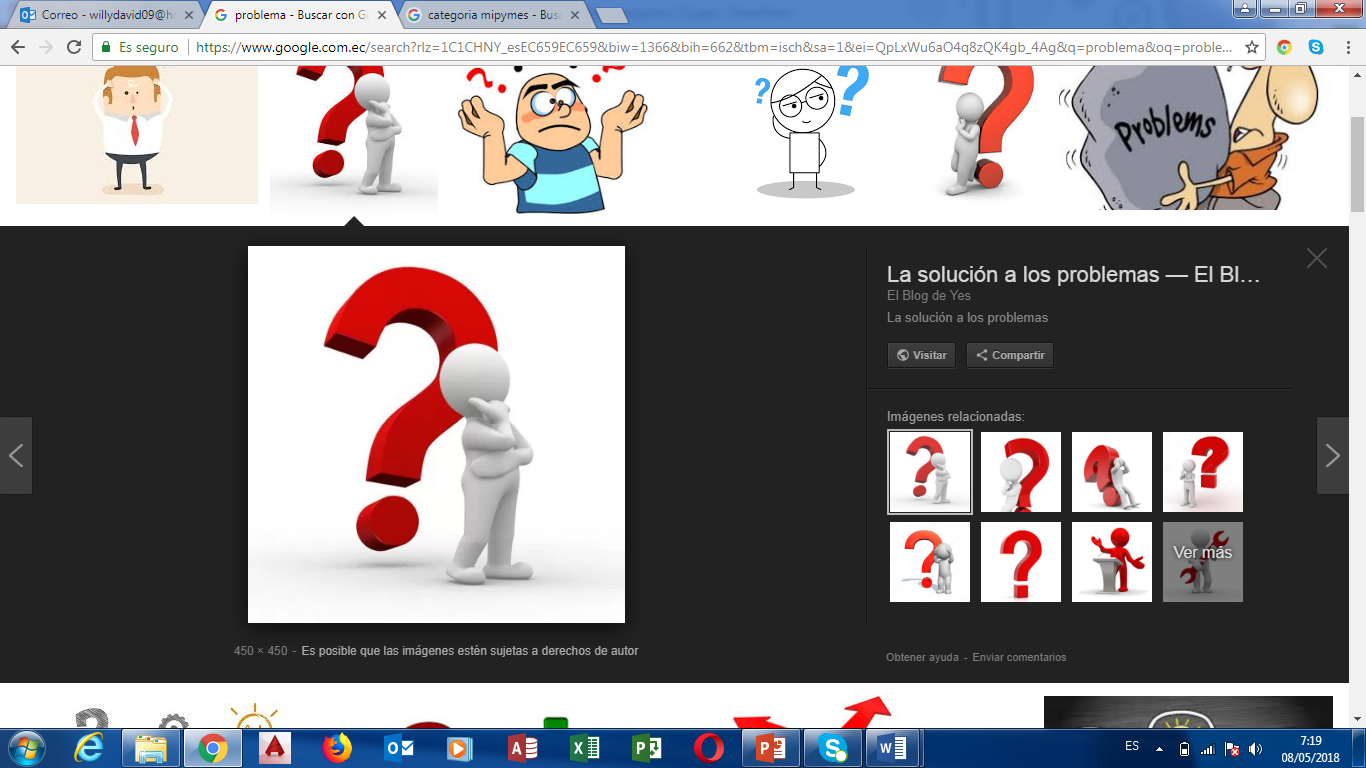 Correo - willydavid09@h
problema - Buscar con G
categoria mipymes - Bus
Es seguro
https://www.google.com.ec/search?rlz=1C1CHNY_esEC659EC659&biw=1366&bih=662&tbm=isch&sa=1&ei=QpLxWu6aO4q8zQK4gb_4Ag&q=problema&oq=proble...
Problems
La solución a los problemas — El Bl...
El Blog de Yes
La solución a los problemas
Visitar
Compartir
Imágenes relacionadas:
Ver más
450 × 450 - Es posible que las imágenes estén sujetas a derechos de autor
Obtener ayuda - Enviar comentarios
ES
7:19
08/05/2018